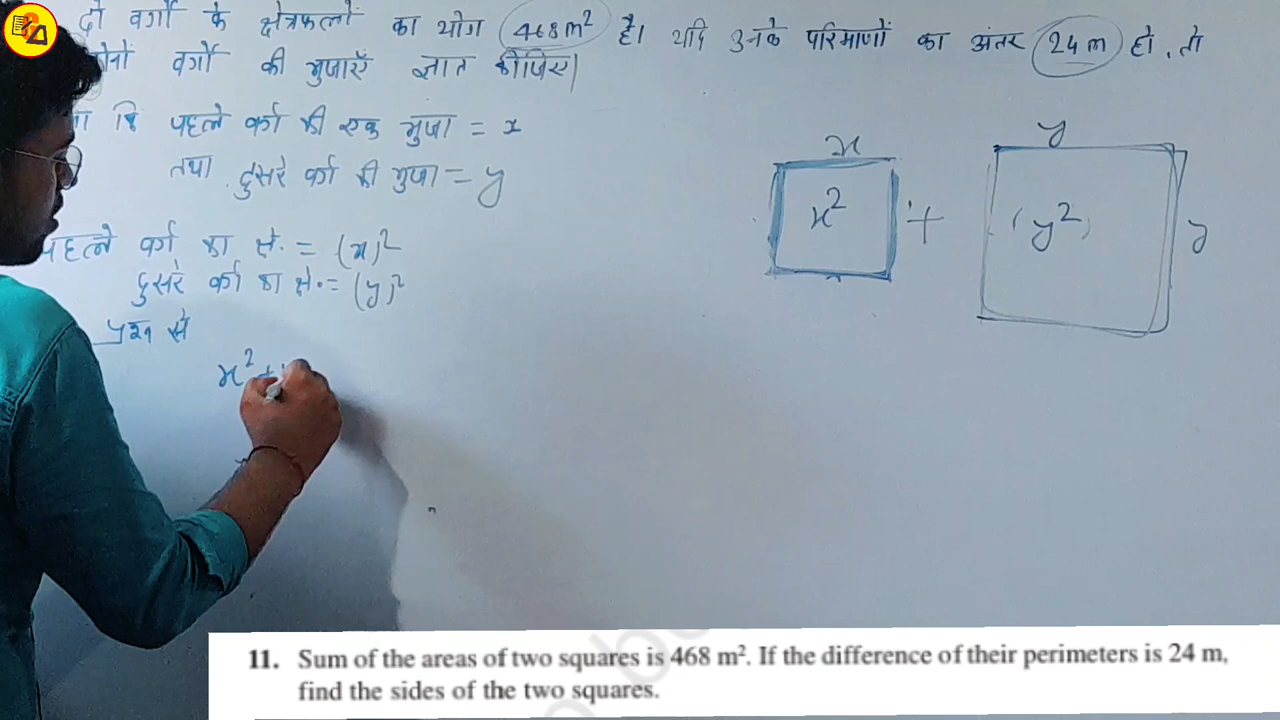 दो वर्गों के क्षेत्रफलों का योग 468m² है। यदि उनके परिमाणों का अंतर 24m हो, तो
वर्गों की भुजाएँ ज्ञात कीजिए|
कि पहले वर्ग की एक भुजा = x
तथा दुसरे वर्ग की भुजा = y
पहले वर्ग का क्षे. = (x)²
दुसरे वर्ग का क्षे. = (y)²
प्रश्न से
x² +
x
x²
+
y
(y²)
y
11. Sum of the areas of two squares is 468 m². If the difference of their perimeters is 24 m,
find the sides of the two squares.